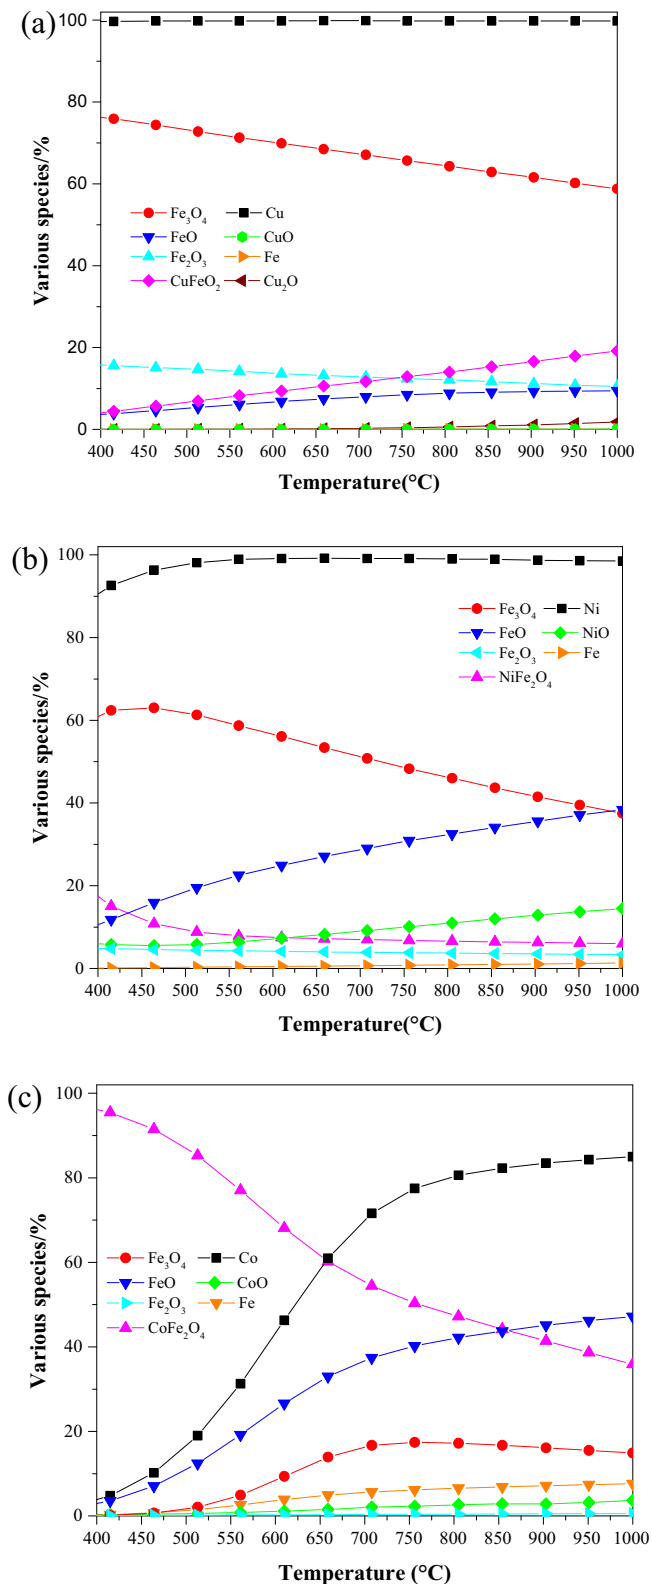 (a)
100
80
60
40
20
0
Various species/%
Fe₃O₄ Cu
FeO CuO
Fe₂O₃ Fe
CuFeO₂ Cu₂O
400 450 500 550 600 650 700 750 800 850 900 950 1000
Temperature(°C)
(b)
100
80
60
40
20
0
Various species/%
Fe₃O₄ Ni
FeO NiO
Fe₂O₃ Fe
NiFe₂O₄
400 450 500 550 600 650 700 750 800 850 900 950 1000
Temperature(°C)
(c)
100
80
60
40
20
0
Various species/%
Fe₃O₄ Co
FeO CoO
Fe₂O₃ Fe
CoFe₂O₄
400 450 500 550 600 650 700 750 800 850 900 950 1000
Temperature (°C)